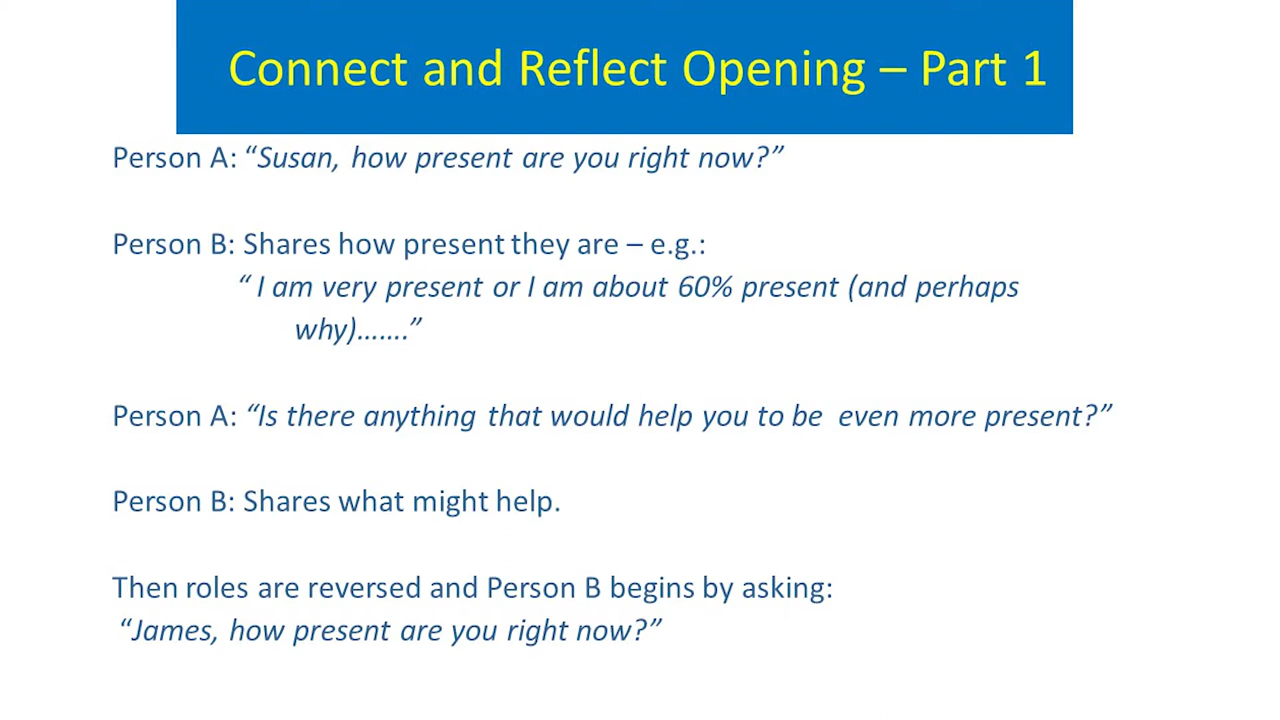 Connect and Reflect Opening – Part 1
Person A: “Susan, how present are you right now?”
Person B: Shares how present they are – e.g.:
“ I am very present or I am about 60% present (and perhaps
why)…….”
Person A: “Is there anything that would help you to be even more present?”
Person B: Shares what might help.
Then roles are reversed and Person B begins by asking:
“James, how present are you right now?”